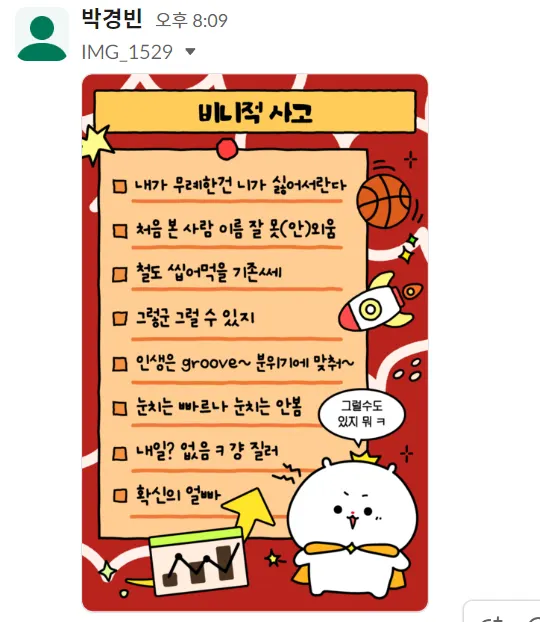 박경빈 오후 8:09
IMG_1529
비니적 사고
내가 무례한건 니가 싫어서란다
처음 본 사람 이름 잘 못(안)외움
철도 씹어먹을 기존쎄
그렇군 그럴 수 있지
인생은 groove~ 분위기에 맞춰~
눈치는 빠르나 눈치는 안봄
내일? 없음 ㅋ 걍 질러
확신의 얼빠
그럴수도
있지 뭐 ㅋ